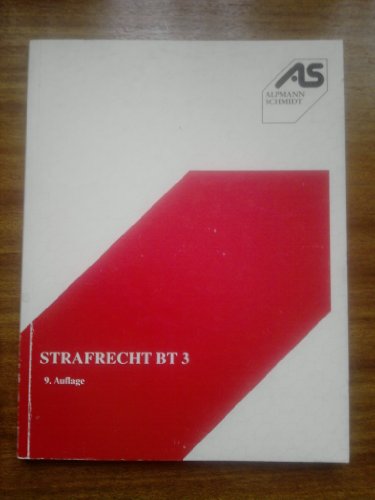 AS
ALPMANN
SCHMIDT
STRAFRECHT BT 3
9. Auflage